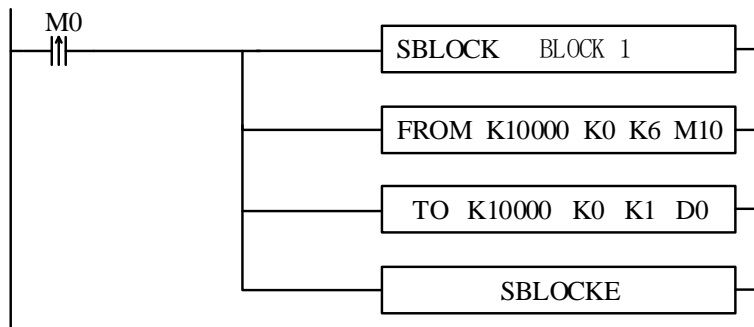 M0
SBLOCK BLOCK 1
FROM K10000 K0 K6 M10
TO K10000 K0 K1 D0
SBLOCKE